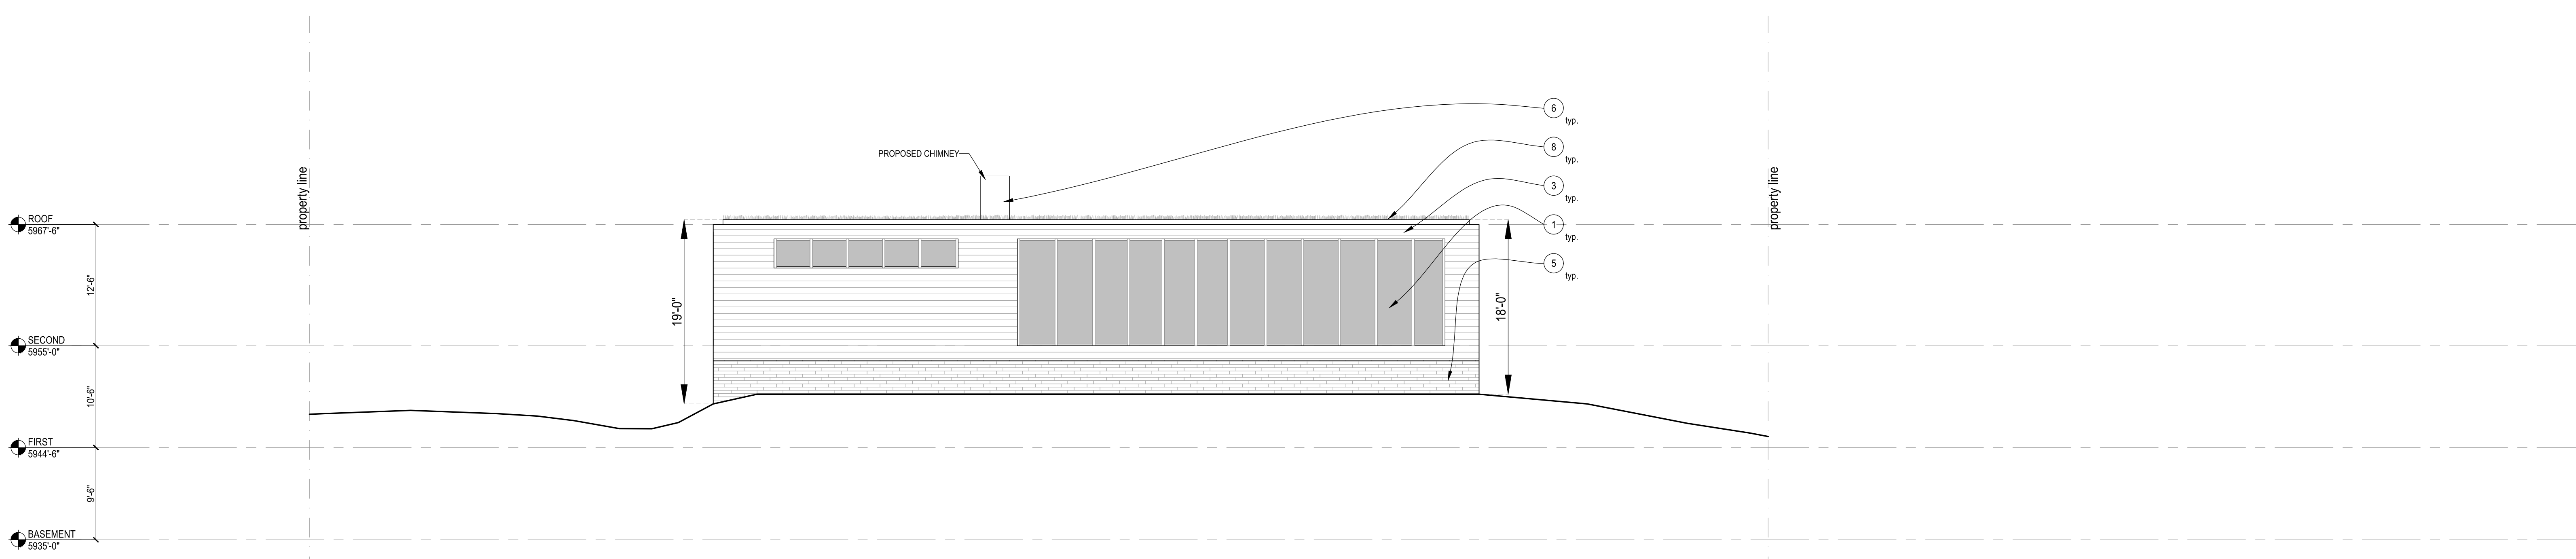 6
typ.
PROPOSED CHIMNEY
8
typ.
property line
property line
3
typ.
ROOF
5967'-6"
1
typ.
5
typ.
12'-6"
19'-0"
18'-0"
SECOND
5955'-0"
10'-6"
FIRST
5944'-6"
9'-6"
BASEMENT
5935'-0"